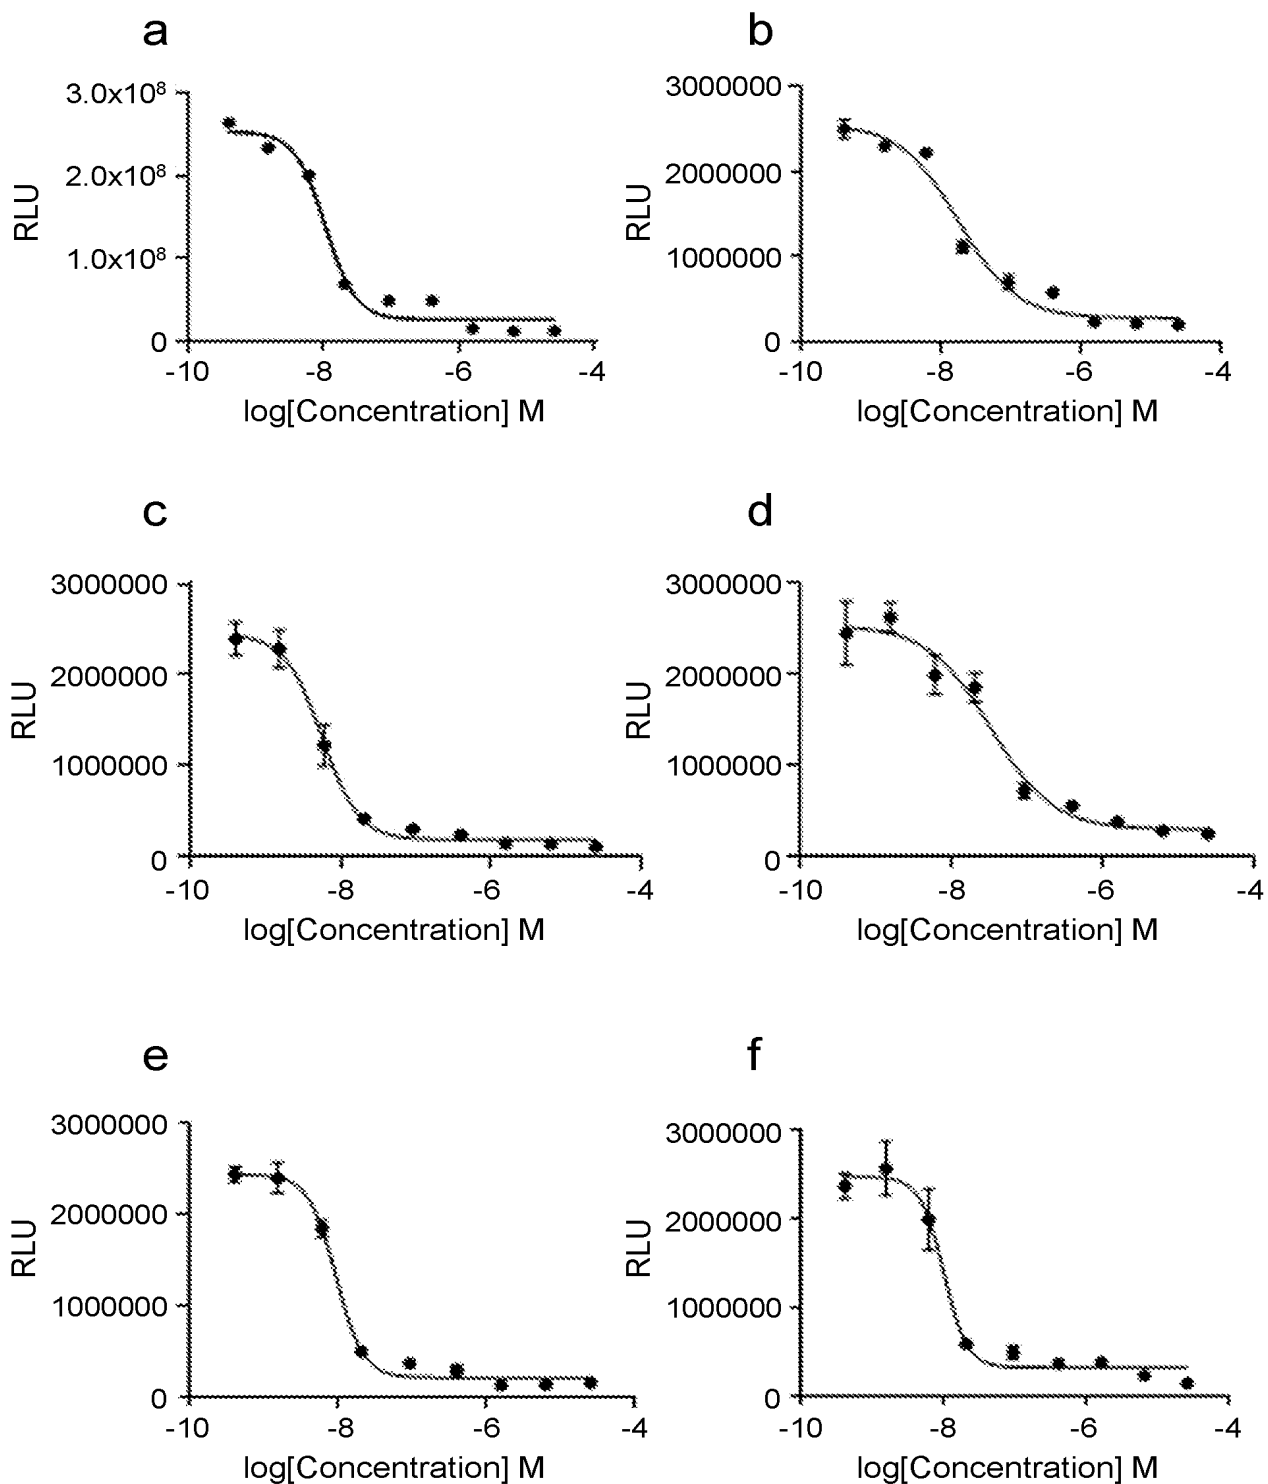 a
3.0x10⁸
2.0x10⁸
1.0x10⁸
0
RLU
-10 -8 -6 -4
log[Concentration] M
b
3000000
2000000
1000000
0
RLU
-10 -8 -6 -4
log[Concentration] M
c
3000000
2000000
1000000
0
RLU
-10 -8 -6 -4
log[Concentration] M
d
3000000
2000000
1000000
0
RLU
-10 -8 -6 -4
log[Concentration] M
e
3000000
2000000
1000000
0
RLU
-10 -8 -6 -4
log[Concentration] M
f
3000000
2000000
1000000
0
RLU
-10 -8 -6 -4
log[Concentration] M